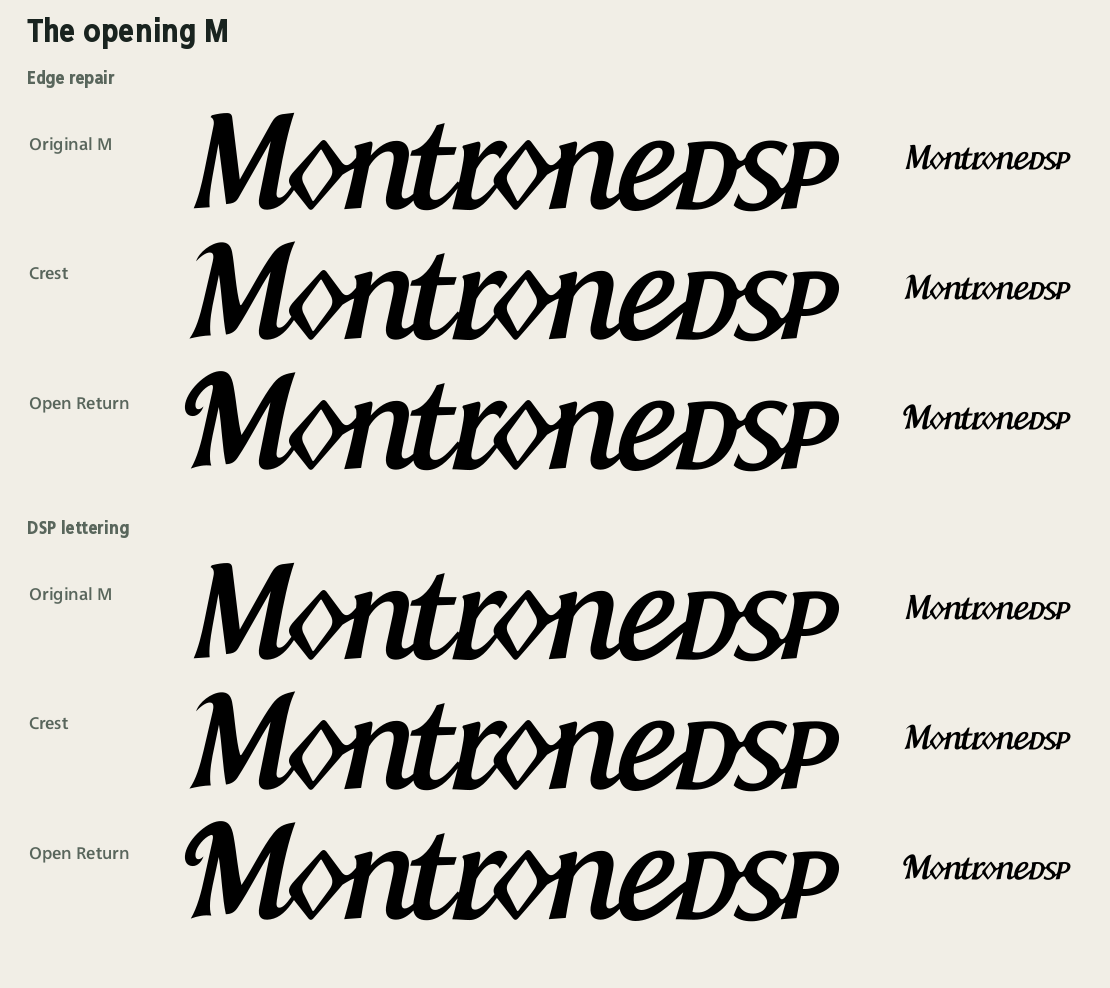 The opening M
Edge repair
Original M MontroneDSP MontroneDSP
Crest MontroneDSP MontroneDSP
Open Return MontroneDSP MontroneDSP
DSP lettering
Original M MontroneDSP MontroneDSP
Crest MontroneDSP MontroneDSP
Open Return MontroneDSP MontroneDSP